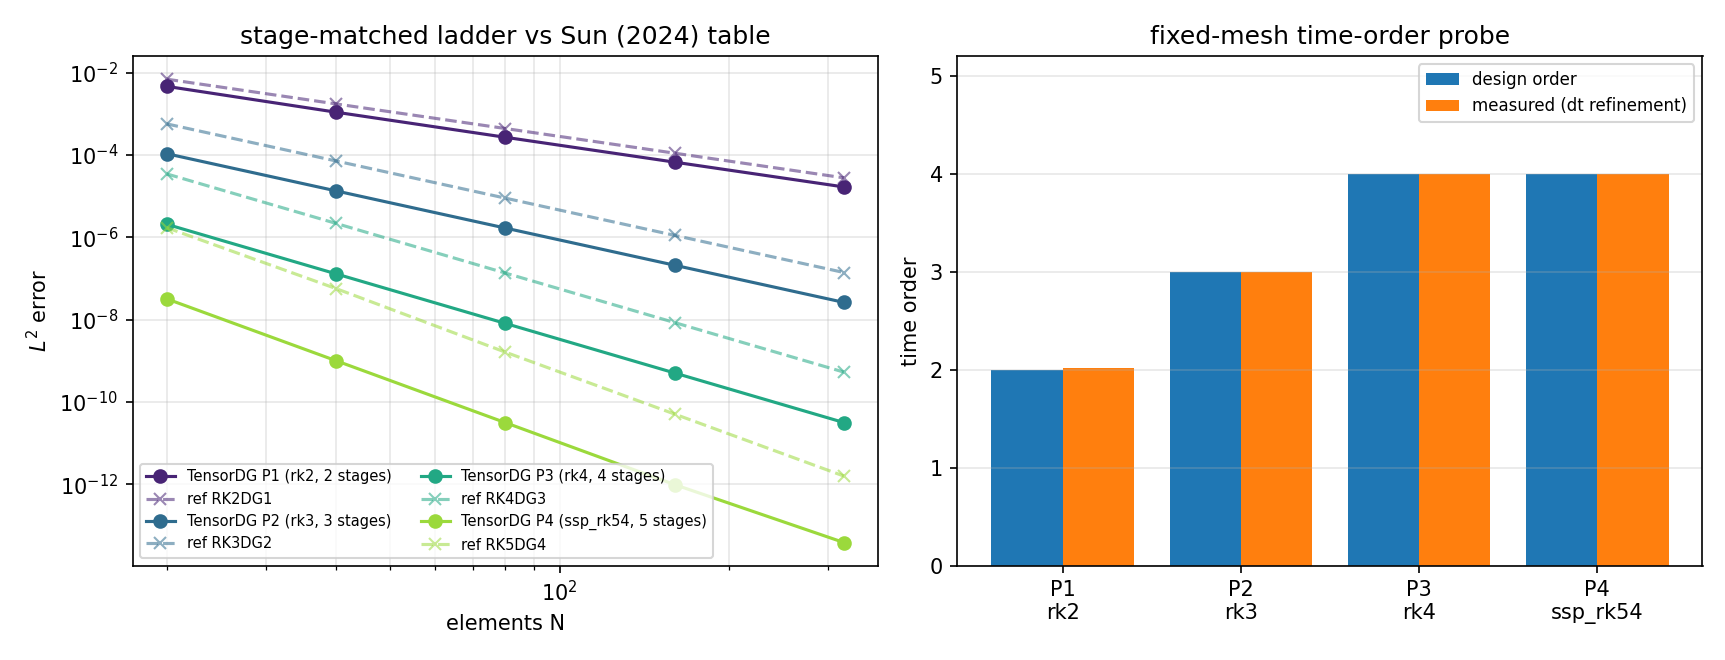 stage-matched ladder vs Sun (2024) table
10⁻²
10⁻⁴
10⁻⁶
10⁻⁸
10⁻¹⁰
10⁻¹²
L² error
TensorDG P1 (rk2, 2 stages)
ref RK2DG1
TensorDG P2 (rk3, 3 stages)
ref RK3DG2
TensorDG P3 (rk4, 4 stages)
ref RK4DG3
TensorDG P4 (ssp_rk54, 5 stages)
ref RK5DG4
10²
elements N
fixed-mesh time-order probe
design order
measured (dt refinement)
5
4
3
2
1
0
time order
P1
rk2
P2
rk3
P3
rk4
P4
ssp_rk54